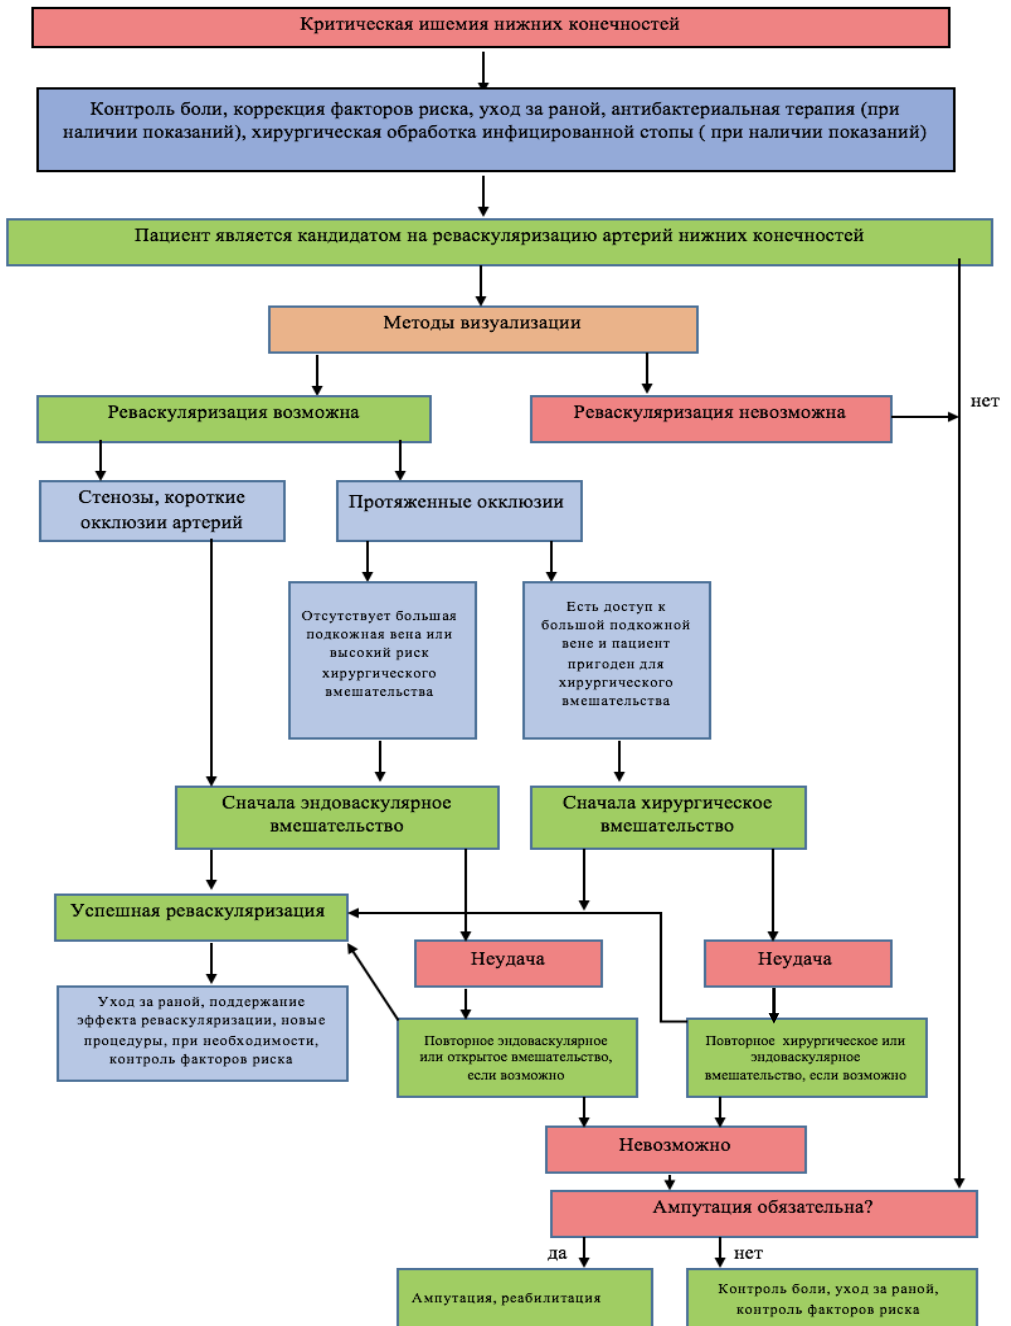 Критическая ишемия нижних конечностей
Контроль боли, коррекция факторов риска, уход за раной, антибактериальная терапия (при
наличии показаний), хирургическая обработка инфицированной стопы ( при наличии показаний)
Пациент является кандидатом на реваскуляризацию артерий нижних конечностей
Методы визуализации
Реваскуляризация возможна
Реваскуляризация невозможна
нет
Стенозы, короткие
окклюзии артерий
Протяженные окклюзии
Отсутствует большая
подкожная вена или
высокий риск
хирургического
вмешательства
Есть доступ к
большой подкожной
вене и пациент
пригоден для
хирургического
вмешательства
Сначала эндоваскулярное
вмешательство
Сначала хирургическое
вмешательство
Успешная реваскуляризация
Неудача
Неудача
Уход за раной, поддержание
эффекта реваскуляризации, новые
процедуры, при необходимости,
контроль факторов риска
Повторное эндоваскулярное
или открытое вмешательство,
если возможно
Повторное хирургическое или
эндоваскулярное
вмешательство, если возможно
Невозможно
Ампутация обязательна?
да
нет
Ампутация, реабилитация
Контроль боли, уход за раной,
контроль факторов риска